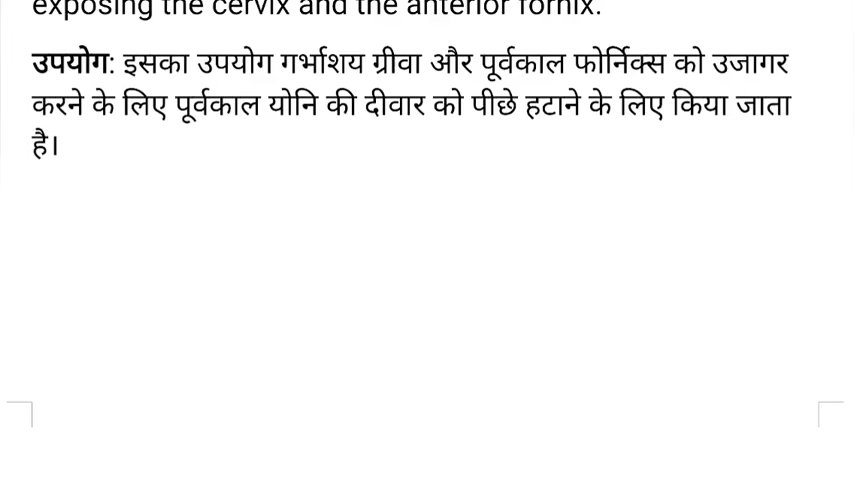 exposing the cervix and the anterior fornix.
उपयोग: इसका उपयोग गर्भाशय ग्रीवा और पूर्वकाल फोर्निक्स को उजागर
करने के लिए पूर्वकाल योनि की दीवार को पीछे हटाने के लिए किया जाता
है।